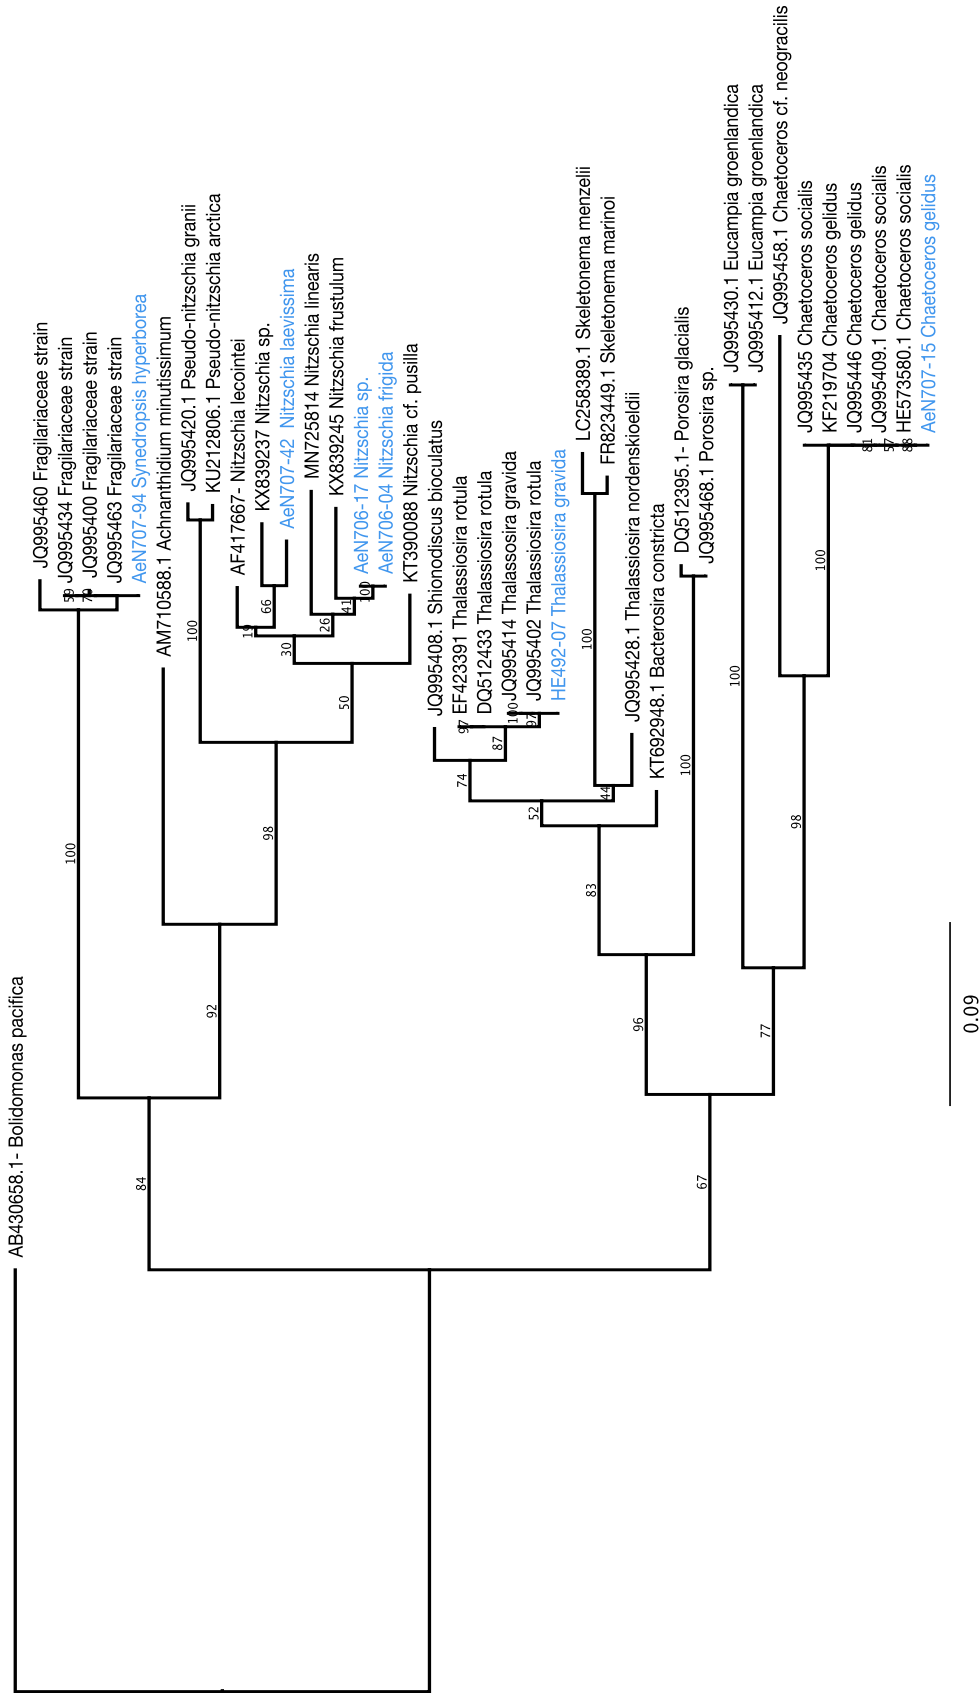 AB430658.1- Bolidomonas pacifica
JQ995460 Fragilariaceae strain
JQ995434 Fragilariaceae strain
JQ995400 Fragilariaceae strain
JQ995463 Fragilariaceae strain
AeN707-94 Synedropsis hyperborea
AM710588.1 Achnanthidium minutissimum
JQ995420.1 Pseudo-nitzschia granii
KU212806.1 Pseudo-nitzschia arctica
AF417667- Nitzschia lecointei
KX839237 Nitzschia sp.
AeN707-42 Nitzschia laevissima
MN725814 Nitzschia linearis
KX839245 Nitzschia frustulum
AeN706-17 Nitzschia sp.
AeN706-04 Nitzschia frigida
KT390088 Nitzschia cf. pusilla
JQ995408.1 Shionodiscus bioculatus
EF423391 Thalassiosira rotula
DQ512433 Thalassiosira rotula
JQ995414 Thalassosira gravida
JQ995402 Thalassiosira rotula
HE492-07 Thalassiosira gravida
LC258389.1 Skeletonema menzelii
FR823449.1 Skeletonema marinoi
JQ995428.1 Thalassiosira nordenskioeldii
KT692948.1 Bacterosira constricta
DQ512395.1- Porosira glacialis
JQ995468.1 Porosira sp.
JQ995430.1 Eucampia groenlandica
JQ995412.1 Eucampia groenlandica
JQ995458.1 Chaetoceros cf. neogracilis
JQ995435 Chaetoceros socialis
KF219704 Chaetoceros gelidus
JQ995446 Chaetoceros gelidus
JQ995409.1 Chaetoceros socialis
HE573580.1 Chaetoceros socialis
AeN707-15 Chaetoceros gelidus
84
100
59
79
92
98
100
50
30
19
66
26
41
100
67
96
83
52
74
97
87
100
97
44
100
100
77
100
98
100
81
57
88
0.09